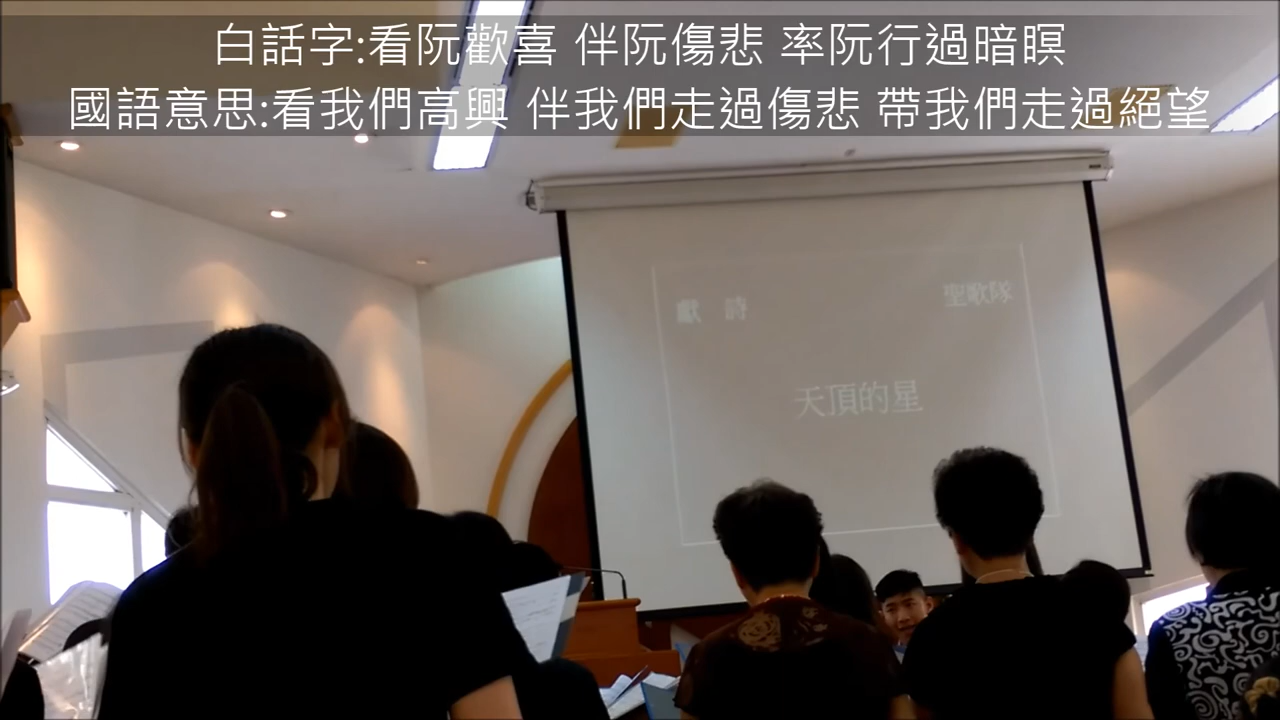 白話字:看阮歡喜 伴阮傷悲 率阮行過暗瞑
國語意思:看我們高興 伴我們走過傷悲 帶我們走過絕望
獻 詩 聖歌隊
天頂的星